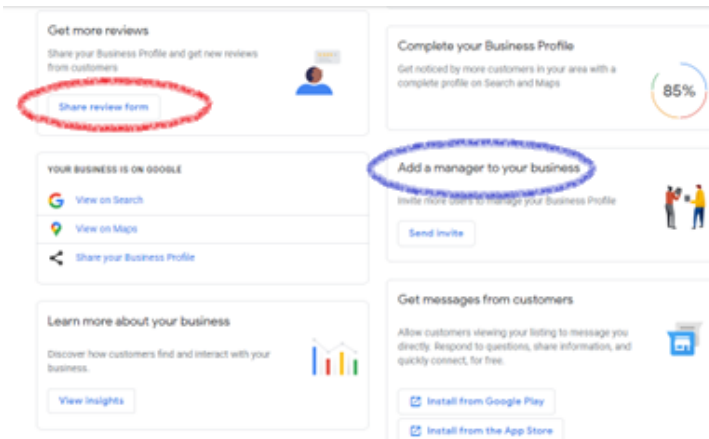 Get more reviews
Share your Business Profile and get new reviews
from customers
Share review form
YOUR BUSINESS IS ON GOOGLE
View on Search
View on Maps
Share your Business Profile
Learn more about your business
Discover how customers find and interact with your
business.
View insights
Complete your Business Profile
Get noticed by more customers in your area with a
complete profile on Search and Maps
85%
Add a manager to your business
Invite more users to manage your Business Profile
Send invite
Get messages from customers
Allow customers viewing your listing to message you
directly. Respond to questions, share information, and
quickly connect, for free.
Install from Google Play
Install from the App Store